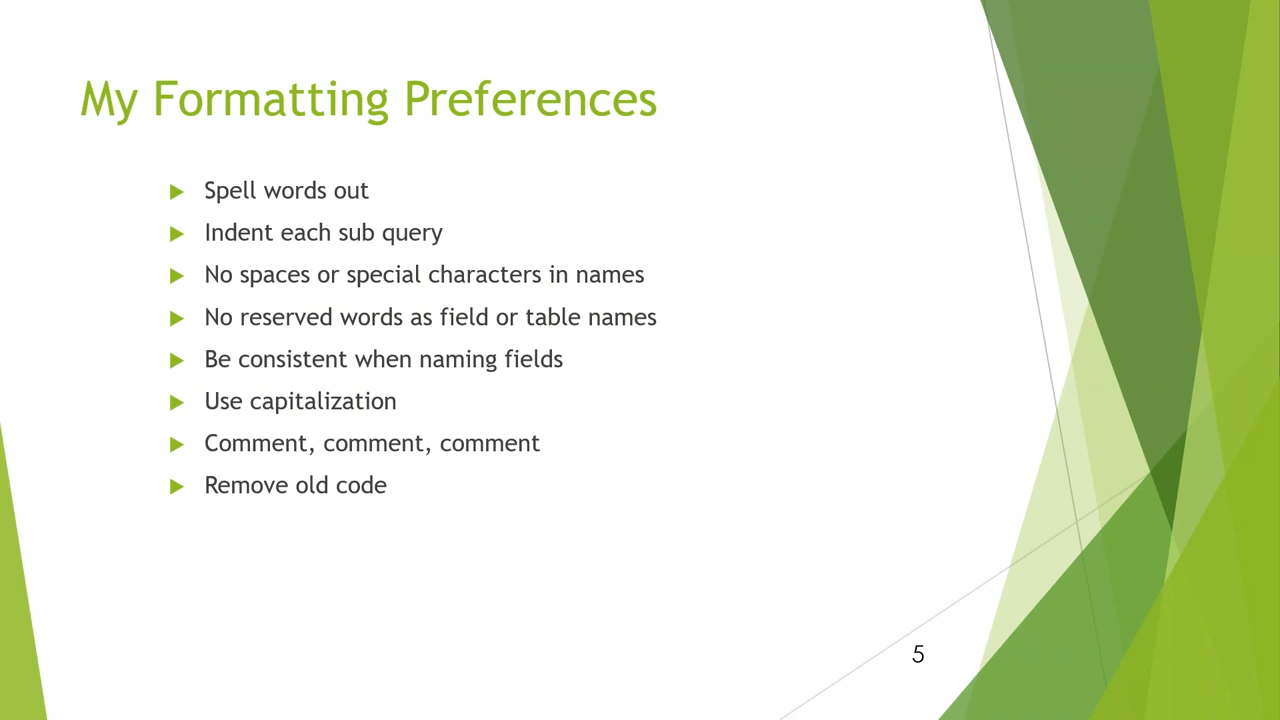 My Formatting Preferences
Spell words out
Indent each sub query
No spaces or special characters in names
No reserved words as field or table names
Be consistent when naming fields
Use capitalization
Comment, comment, comment
Remove old code
5